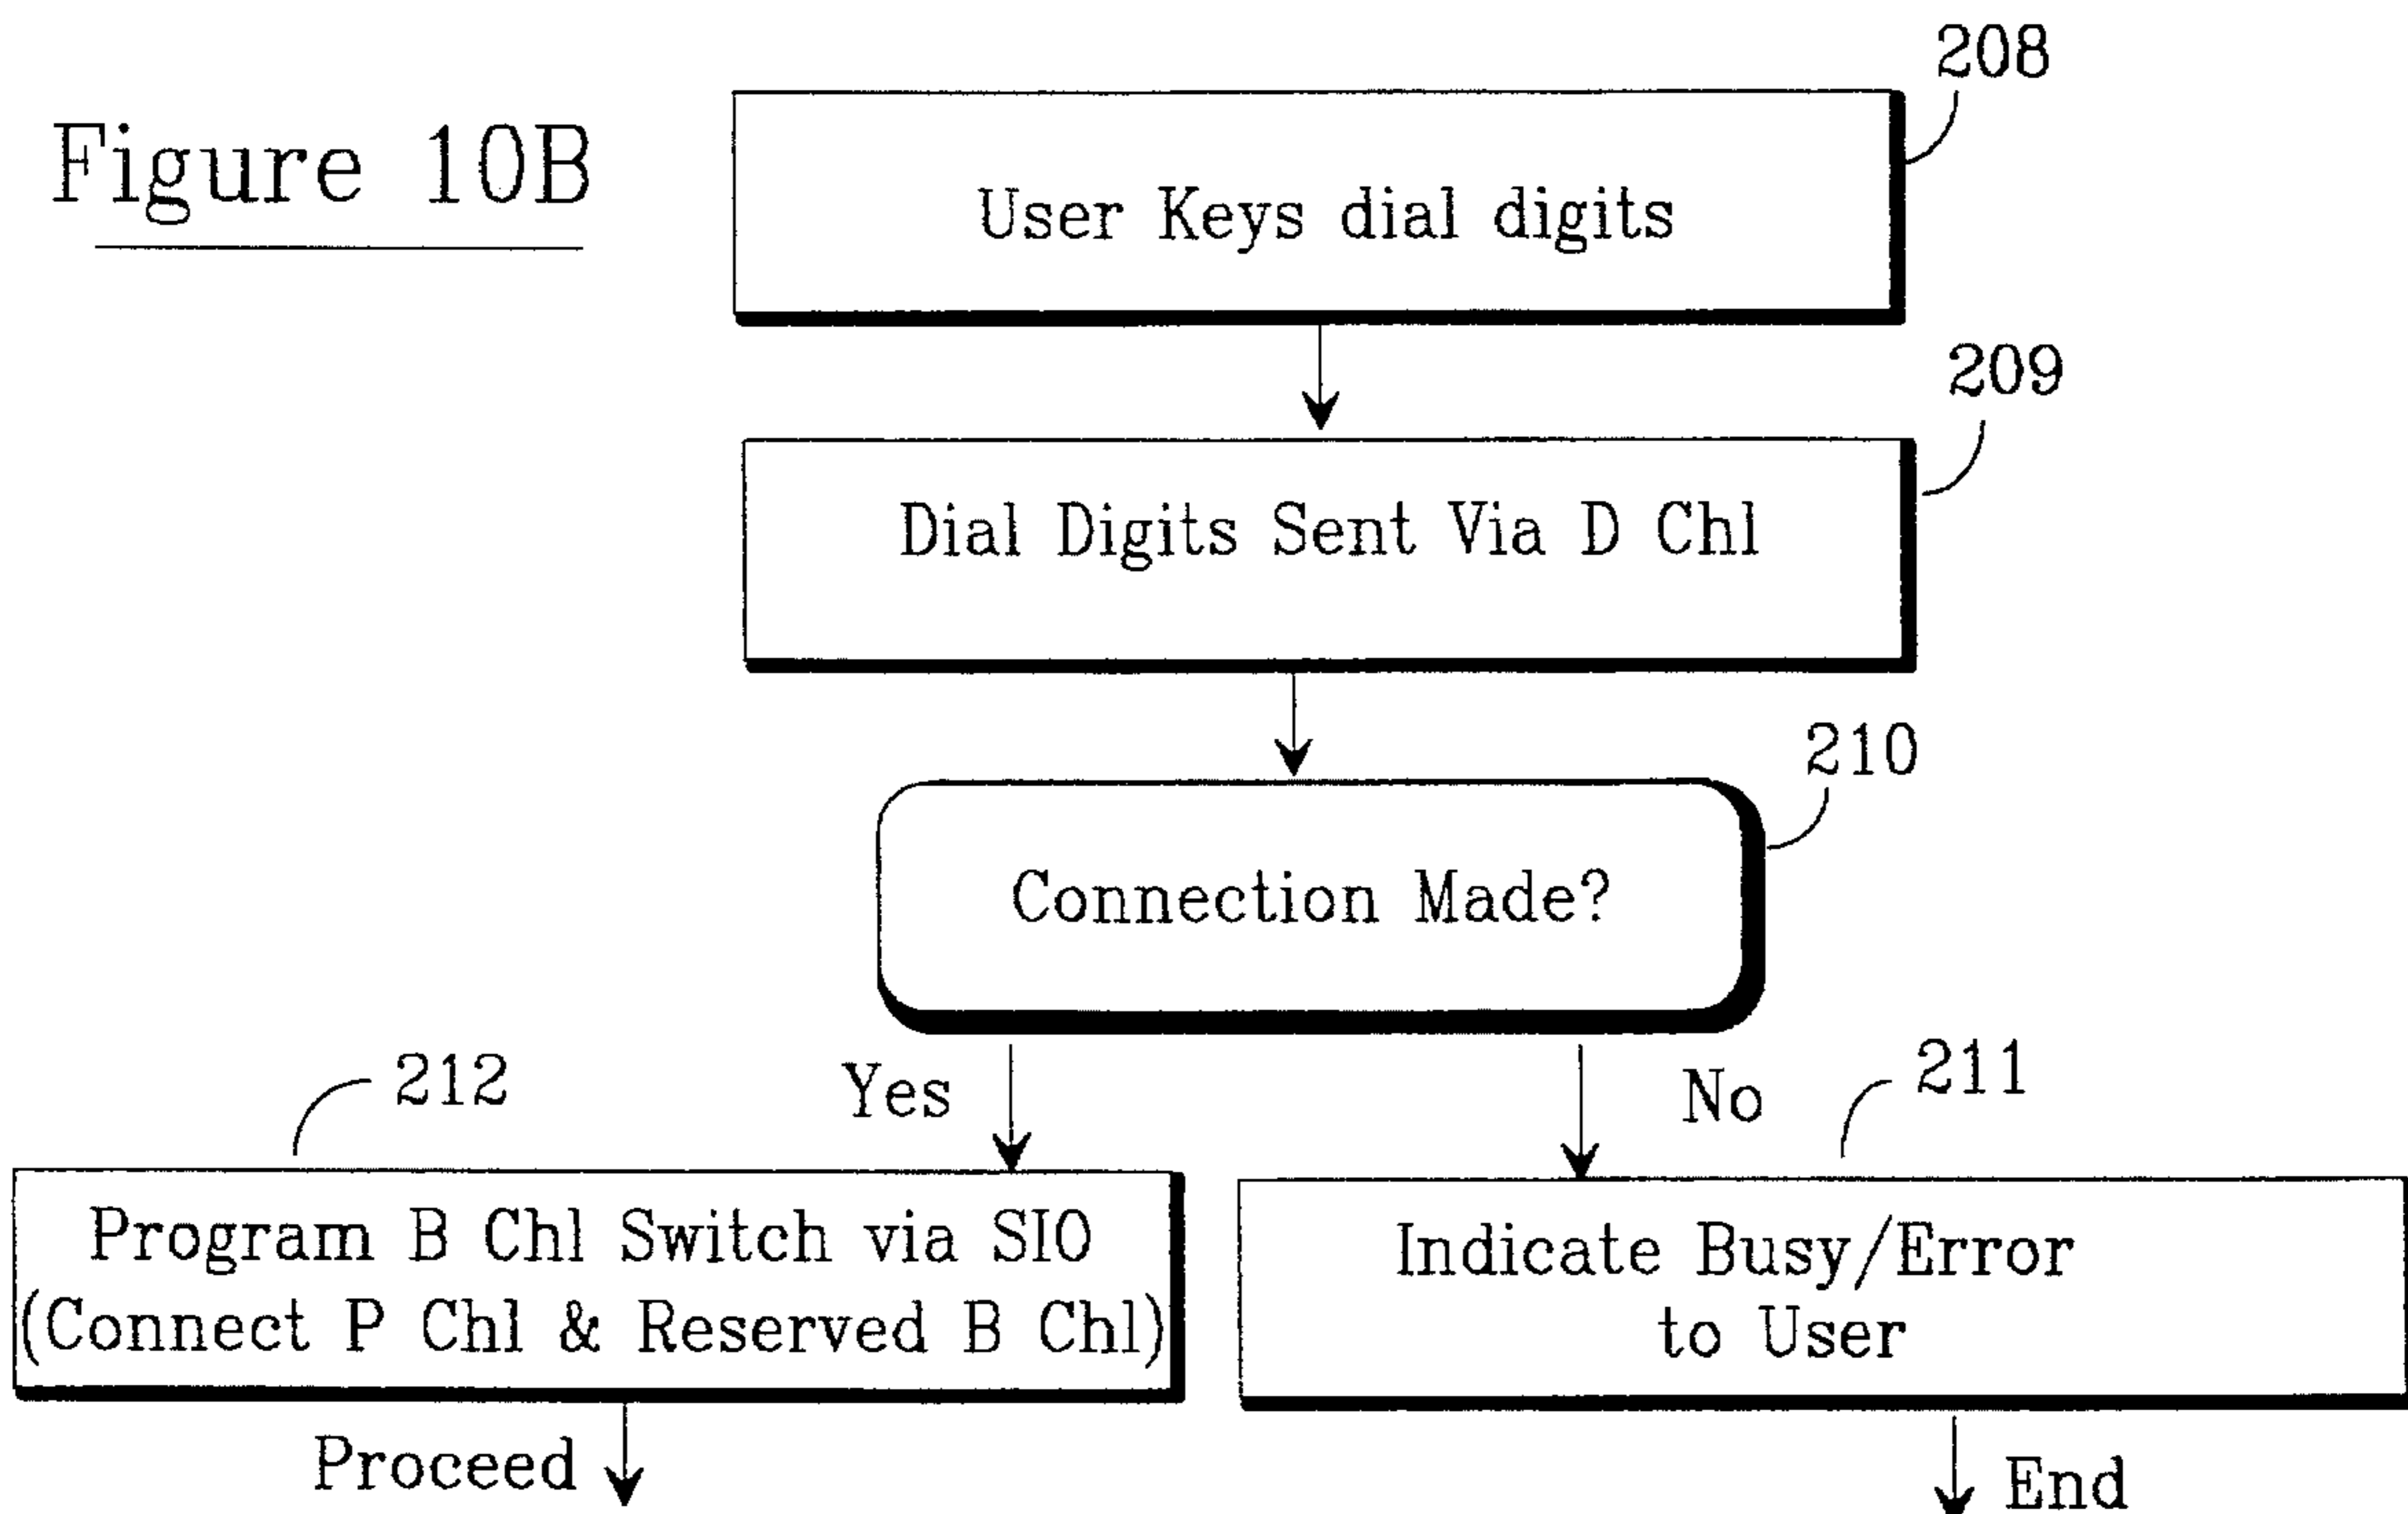 Figure 10B
208
User Keys dial digits
209
Dial Digits Sent Via D Chl
210
Connection Made?
Yes
No
212
211
Program B Chl Switch via SIO
(Connect P Chl & Reserved B Chl)
Indicate Busy/Error
to User
Proceed
End